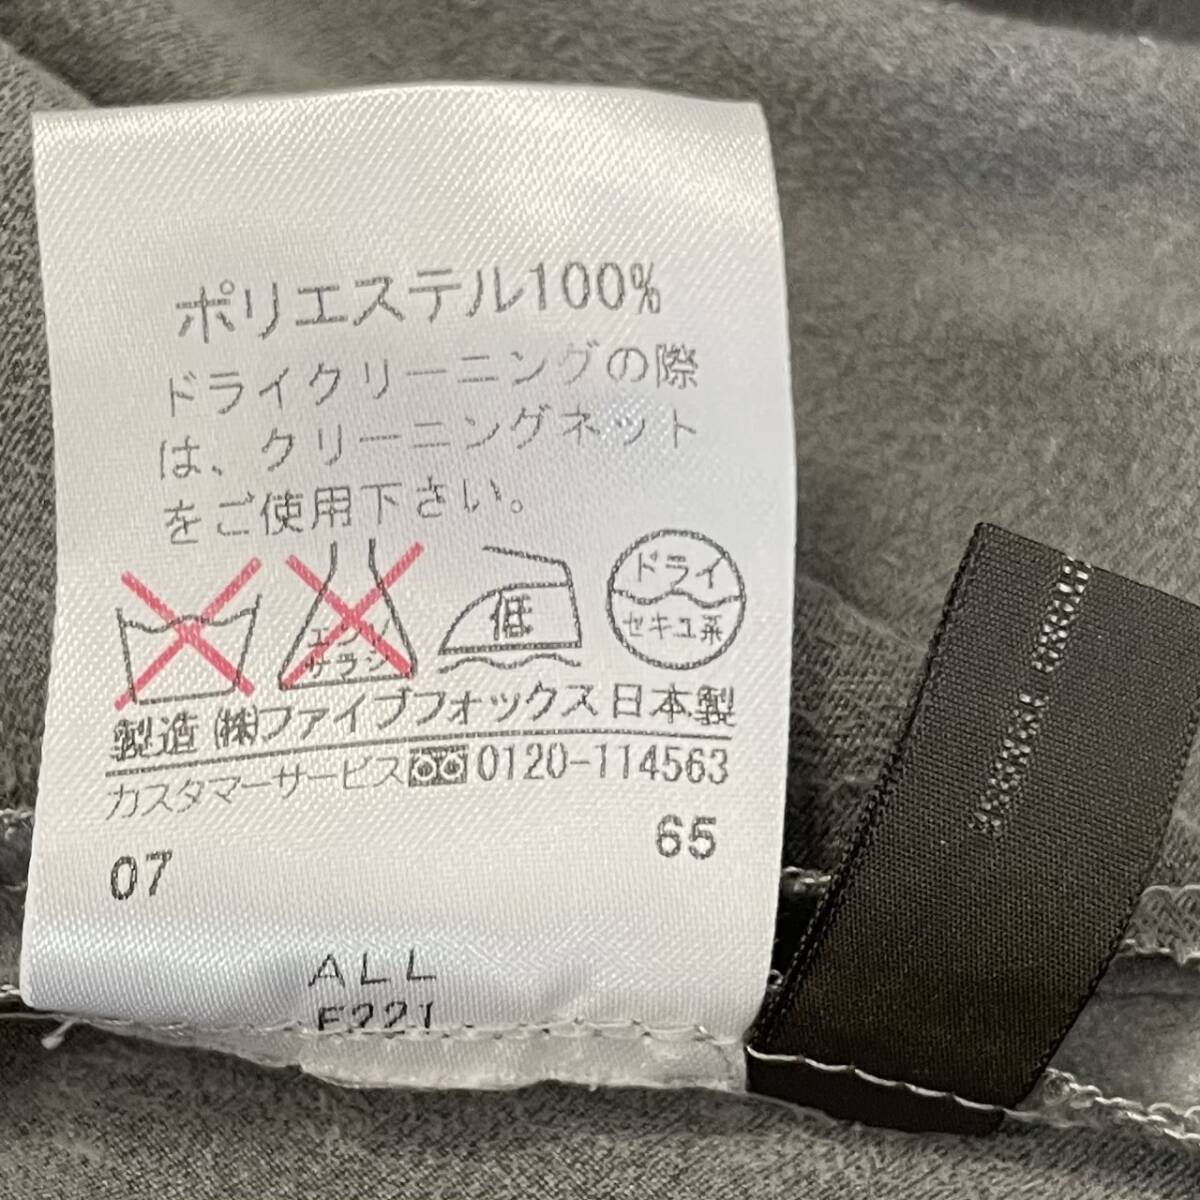 ポリエステル100%
ドライクリーニングの際
は、クリーニングネット
をご使用下さい。
エンソ
サラシ
低
ドライ
セキユ系
製造 (株)ファイブフォックス 日本製
カスタマーサービス 0120-114563
07
65
ALL